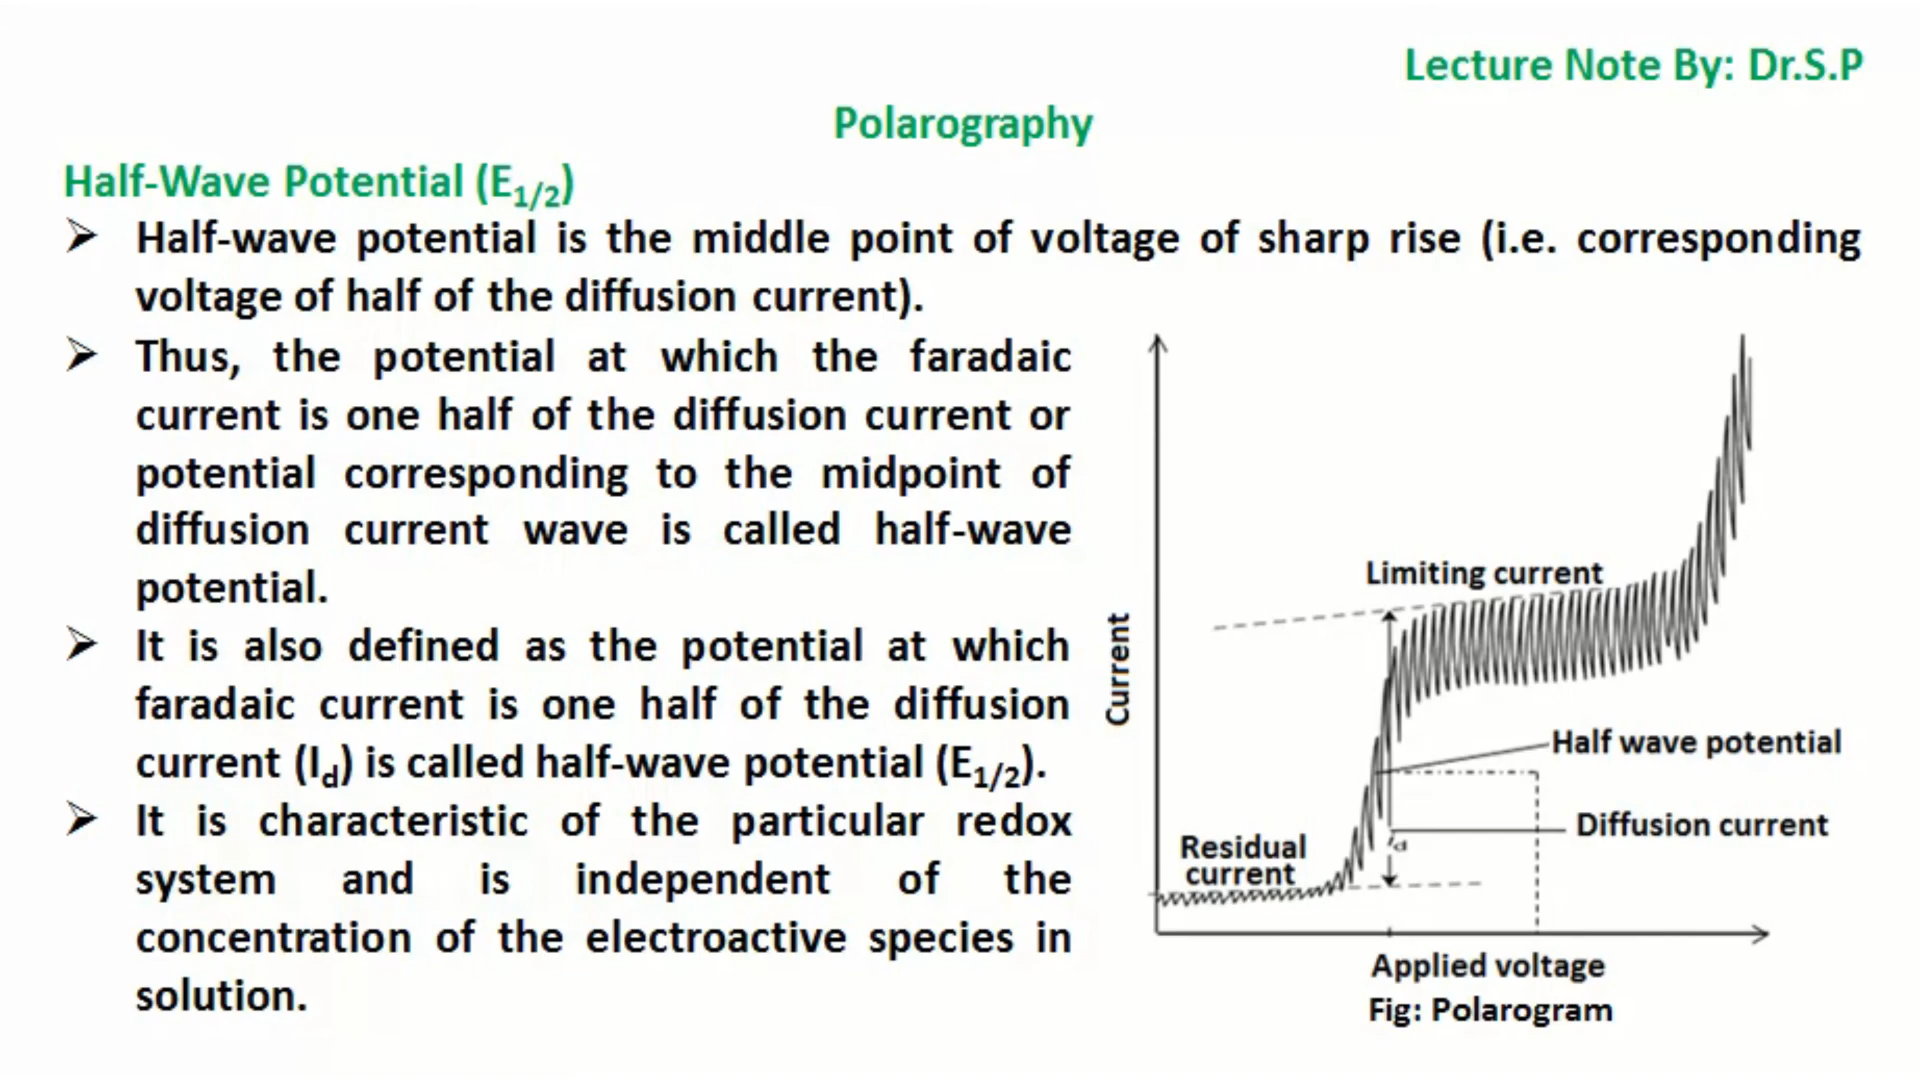 Lecture Note By: Dr.S.P
Polarography
Half-Wave Potential (E1/2)
➢ Half-wave potential is the middle point of voltage of sharp rise (i.e. corresponding
voltage of half of the diffusion current).
➢ Thus, the potential at which the faradaic
current is one half of the diffusion current or
potential corresponding to the midpoint of
diffusion current wave is called half-wave
potential.
➢ It is also defined as the potential at which
faradaic current is one half of the diffusion
current (Id) is called half-wave potential (E1/2).
➢ It is characteristic of the particular redox
system and is independent of the
concentration of the electroactive species in
solution.
Limiting current
Current
Half wave potential
Diffusion current
id
Residual
current
Applied voltage
Fig: Polarogram